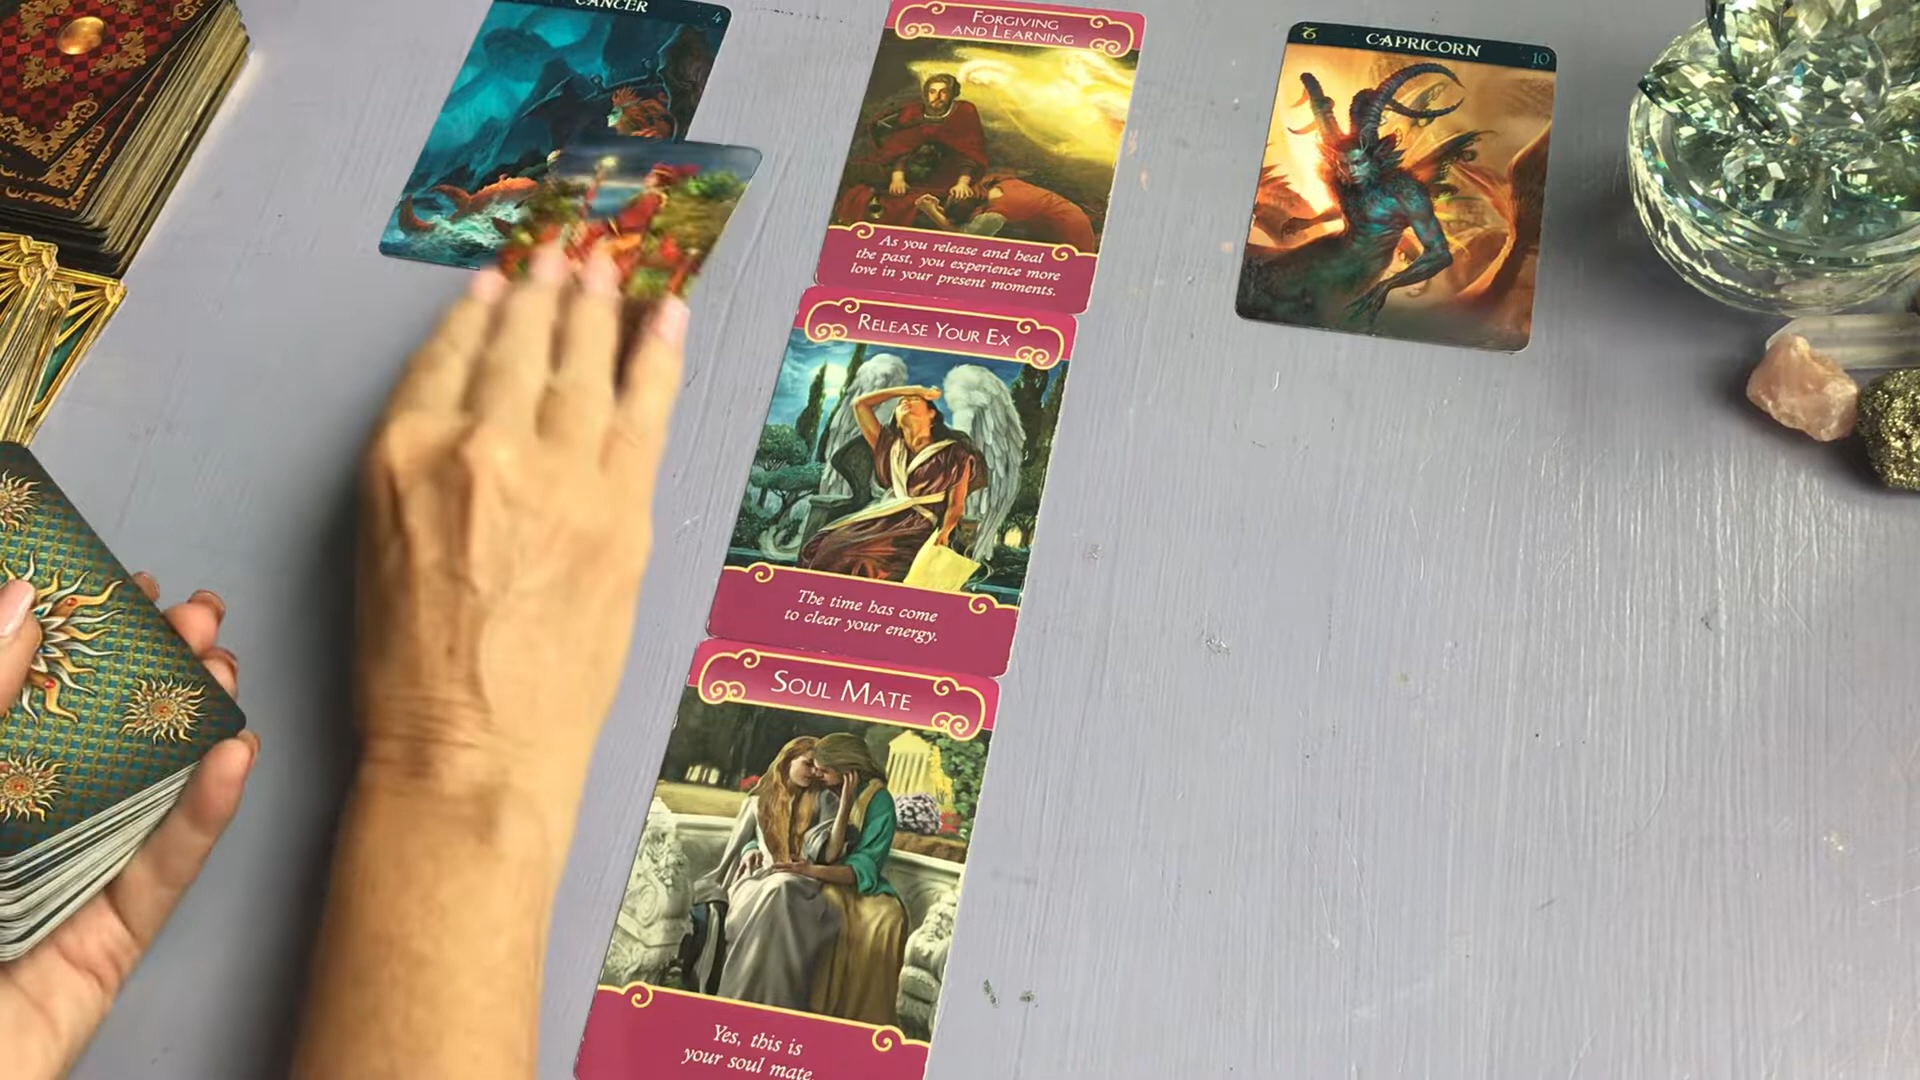 CANCER
4
FORGIVING
AND LEARNING
As you release and heal
the past, you experience more
love in your present moments.
CAPRICORN
10
RELEASE YOUR EX
The time has come
to clear your energy.
SOUL MATE
Yes, this is
your soul mate.